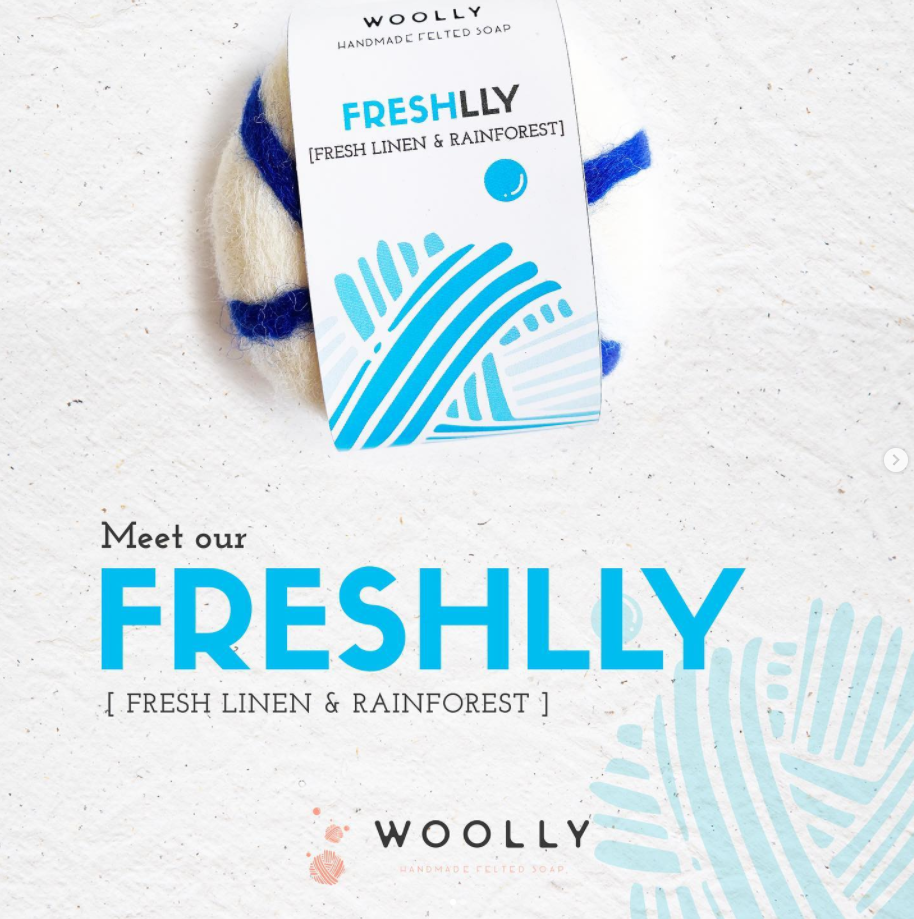 WOOLLY
HANDMADE FELTED SOAP
FRESHLLY
[FRESH LINEN & RAINFOREST]
Meet our
FRESHLLY
[ FRESH LINEN & RAINFOREST ]
WOOLLY
HANDMADE FELTED SOAP